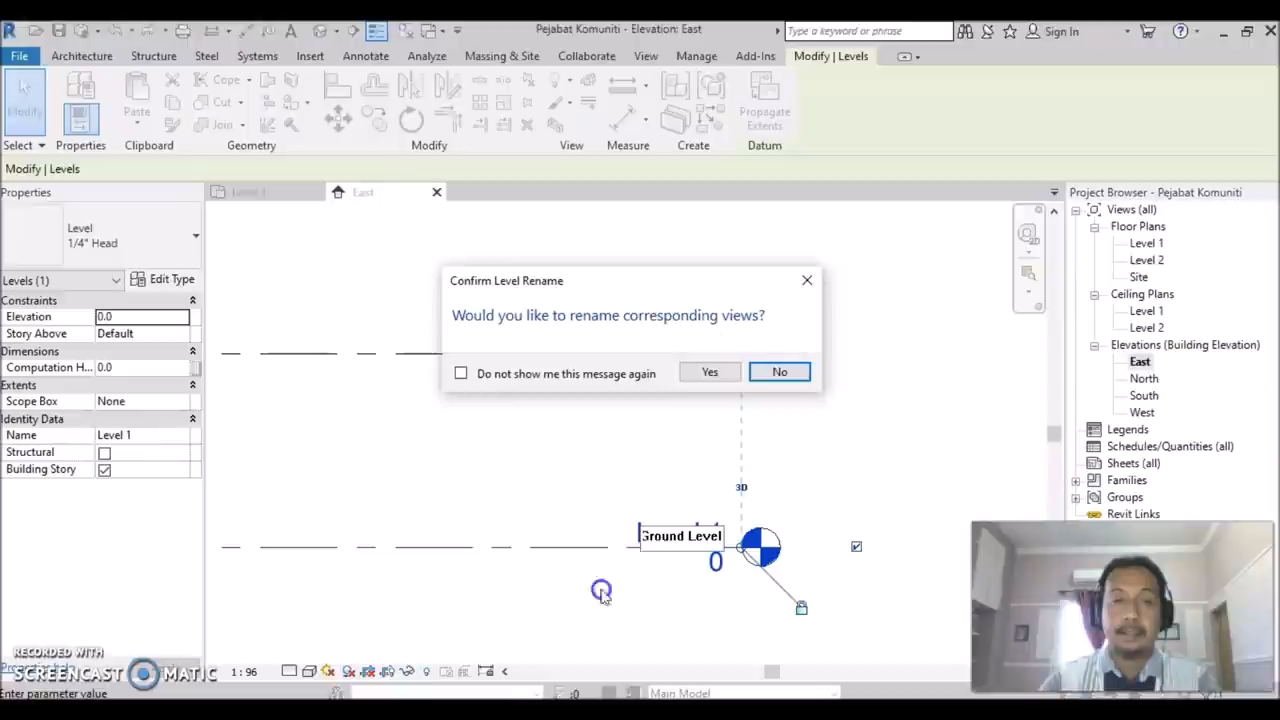 Pejabat Komuniti - Elevation: East
Type a keyword or phrase
Sign In
File
Architecture
Structure
Steel
Systems
Insert
Annotate
Analyze
Massing & Site
Collaborate
View
Manage
Add-Ins
Modify | Levels
Modify
Paste
Cope
Cut
Join
Propagate
Extents
Select
Properties
Clipboard
Geometry
Modify
View
Measure
Create
Datum
Modify | Levels
Properties
Level 1
East
Project Browser - Pejabat Komuniti
Level
1/4" Head
Levels (1)
Edit Type
Constraints
Elevation 0.0
Story Above Default
Dimensions
Computation H... 0.0
Extents
Scope Box None
Identity Data
Name Level 1
Structural
Building Story
2D
Confirm Level Rename
Would you like to rename corresponding views?
Do not show me this message again
Yes
No
3D
Ground Level
0
Views (all)
Floor Plans
Level 1
Level 2
Site
Ceiling Plans
Level 1
Level 2
Elevations (Building Elevation)
East
North
South
West
Legends
Schedules/Quantities (all)
Sheets (all)
Families
Groups
Revit Links
RECORDED WITH
SCREENCAST MATIC
1 : 96
Enter parameter value
:0
Main Model